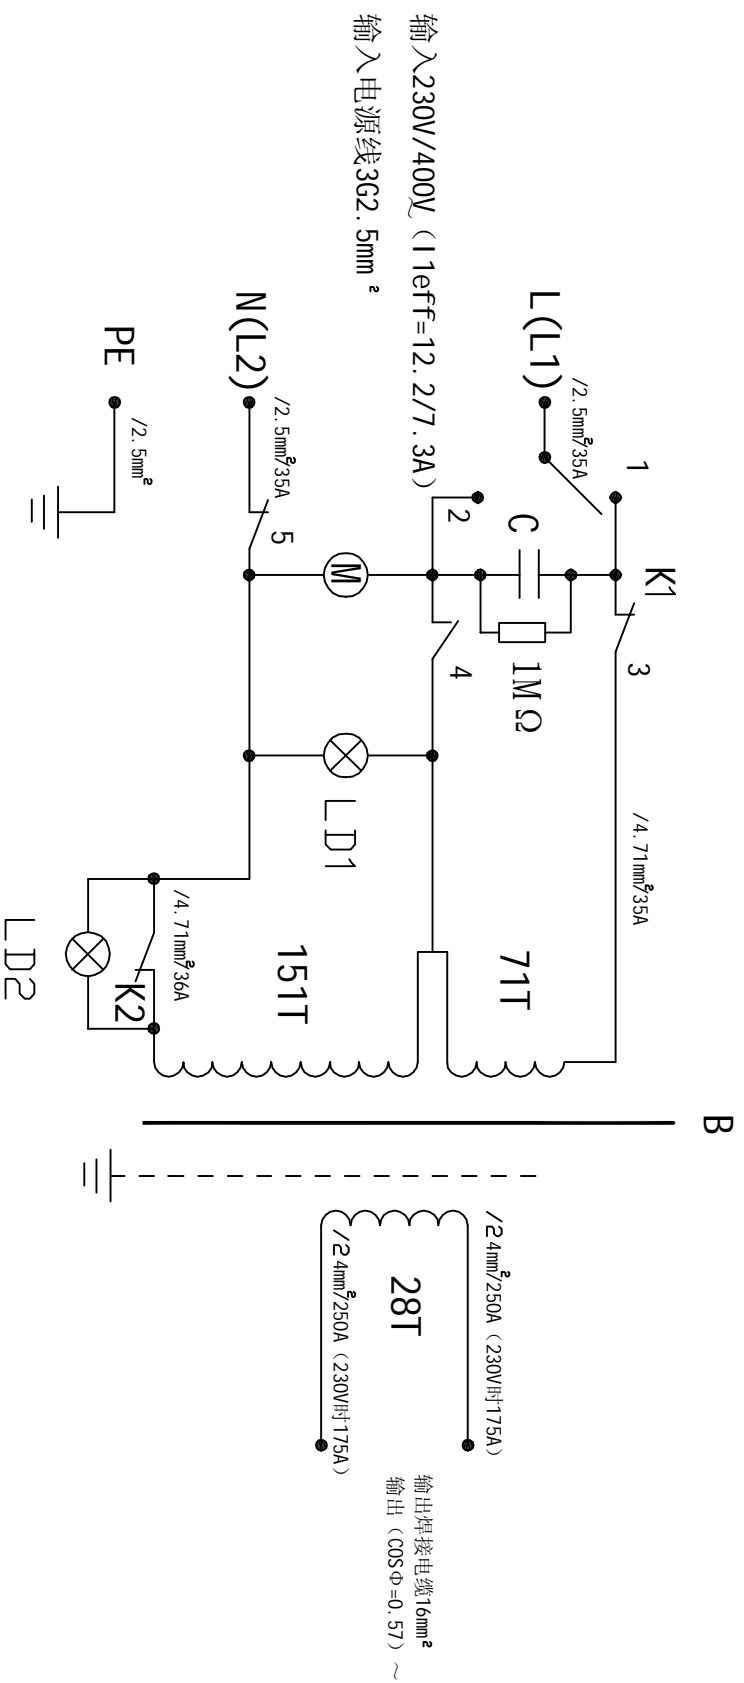 B
K1
1
3
/4.71mm²/35A
/2.5mm²/35A
L(L1)
C
1MΩ
71T
/24mm²/250A（230V时175A）
2
4
输入230V/400V～（I1eff=12.2/7.3A）
输入电源线3G2.5mm²
28T
输出焊接电缆16mm²
输出（COSΦ=0.57）～
M
LD1
/24mm²/250A（230V时175A）
151T
5
/2.5mm²/35A
N(L2)
/4.71mm²/36A
K2
/2.5mm²
PE
LD2